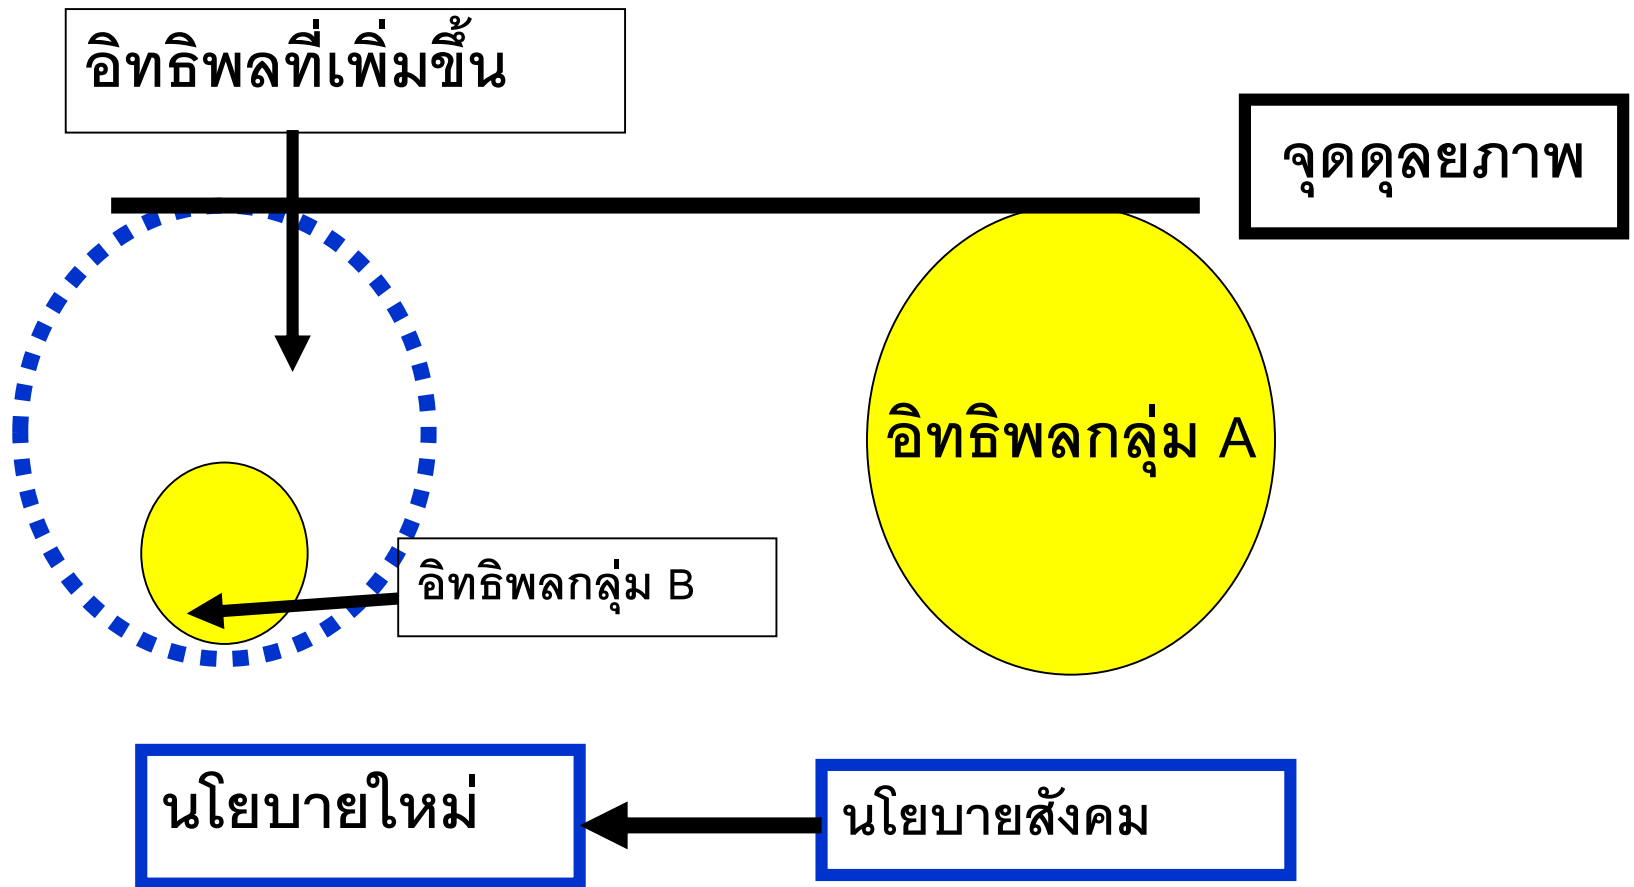 อิทธิพลที่เพิ่มขึ้น
จุดดุลยภาพ
อิทธิพลกลุ่ม A
อิทธิพลกลุ่ม B
นโยบายใหม่
นโยบายสังคม